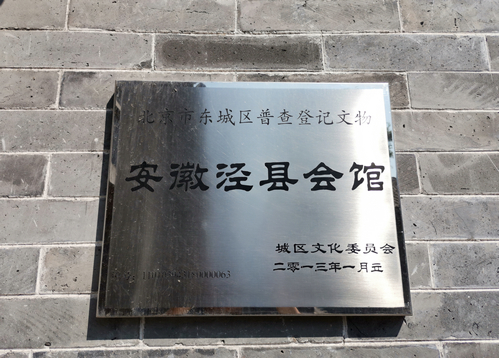 北京市东城区普查登记文物
安徽泾县会馆
城区文化委员会
二零一三年一月立